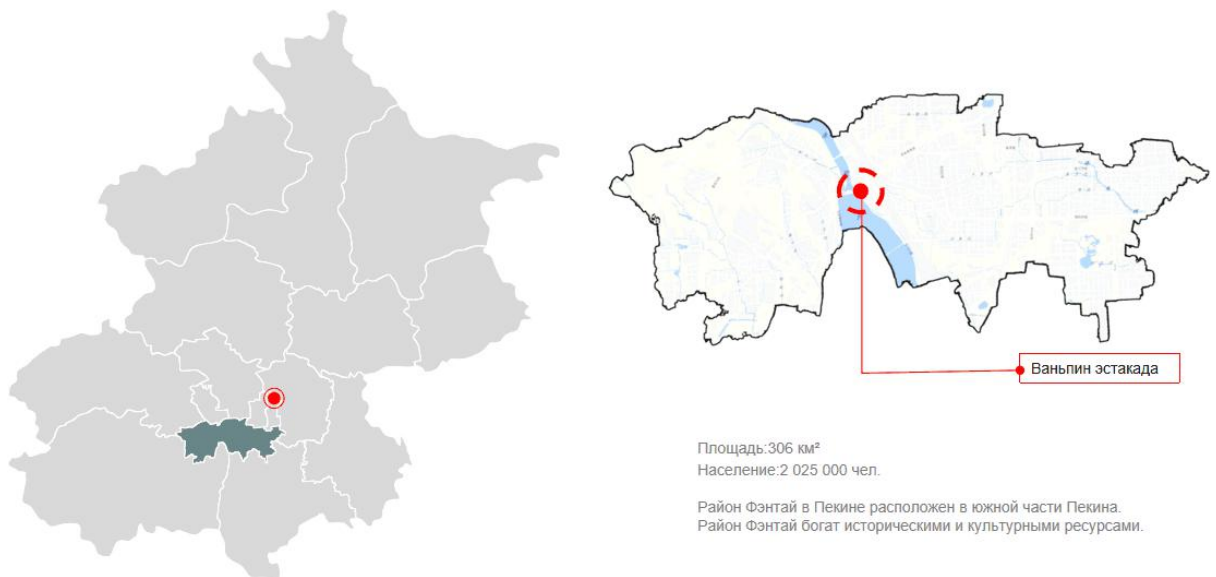 Ваньпин эстакада
Площадь:306 км²
Население:2 025 000 чел.
Район Фэнтай в Пекине расположен в южной части Пекина.
Район Фэнтай богат историческими и культурными ресурсами.